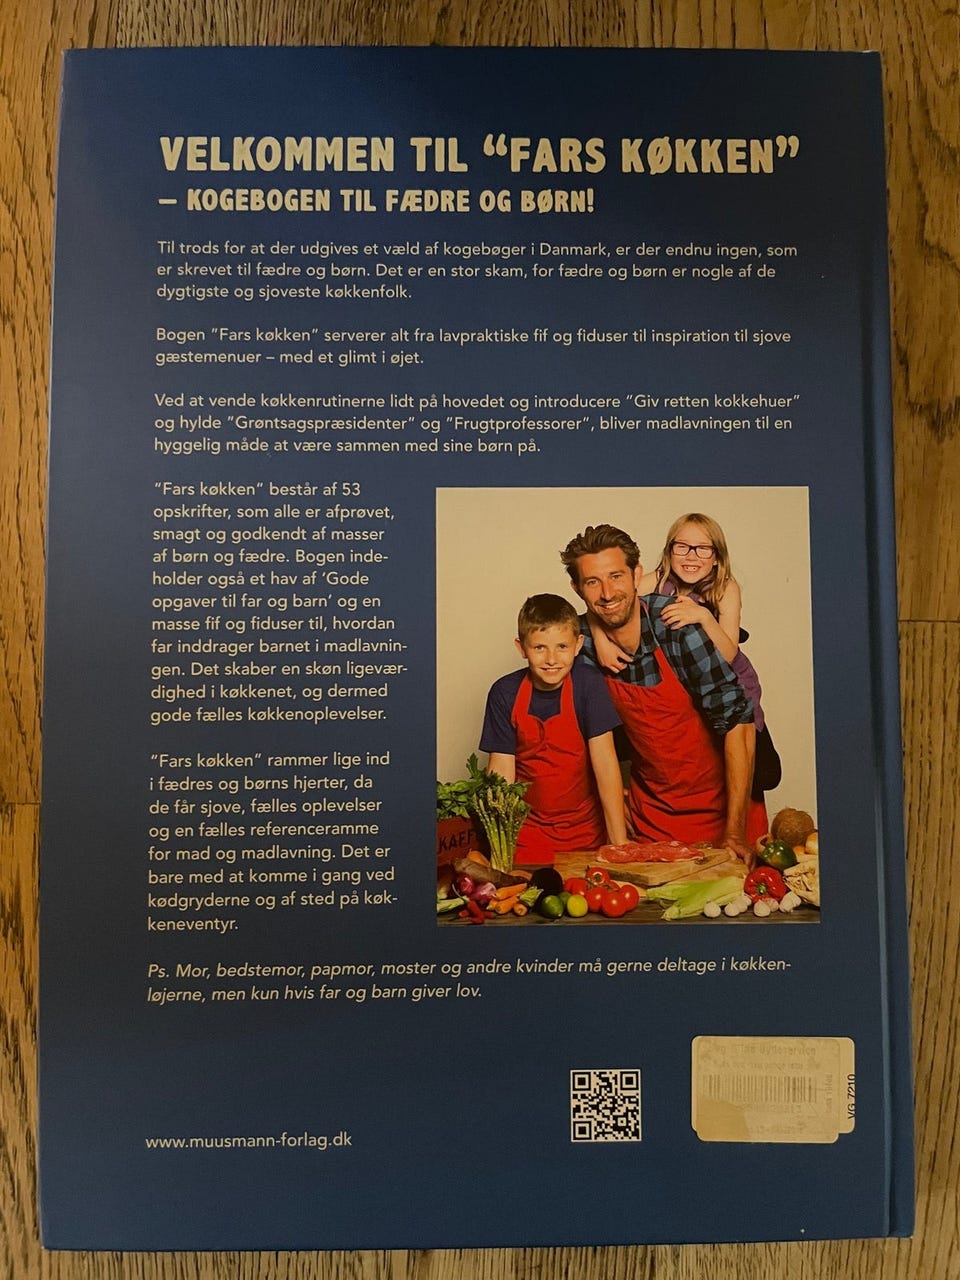 VELKOMMEN TIL “FARS KØKKEN”
– KOGEBOGEN TIL FÆDRE OG BØRN!
Til trods for at der udgives et væld af kogebøger i Danmark, er der endnu ingen, som
er skrevet til fædre og børn. Det er en stor skam, for fædre og børn er nogle af de
dygtigste og sjoveste køkkenfolk.
Bogen ”Fars køkken” serverer alt fra lavpraktiske fif og fiduser til inspiration til sjove
gæstemenuer – med et glimt i øjet.
Ved at vende køkkenrutinerne lidt på hovedet og introducere ”Giv retten kokkehuer”
og hylde ”Grøntsagspræsidenter” og ”Frugtprofessorer”, bliver madlavningen til en
hyggelig måde at være sammen med sine børn på.
”Fars køkken” består af 53
opskrifter, som alle er afprøvet,
smagt og godkendt af masser
af børn og fædre. Bogen inde-
holder også et hav af ’Gode
opgaver til far og barn’ og en
masse fif og fiduser til, hvordan
far inddrager barnet i madlavnin-
gen. Det skaber en skøn ligevær-
dighed i køkkenet, og dermed
gode fælles køkkenoplevelser.
”Fars køkken” rammer lige ind
i fædres og børns hjerter, da
de får sjove, fælles oplevelser
og en fælles referenceramme
for mad og madlavning. Det er
bare med at komme i gang ved
kødgryderne og af sted på køk-
keneventyr.
KAFF
Ps. Mor, bedstemor, papmor, moster og andre kvinder må gerne deltage i køkken-
løjerne, men kun hvis far og barn giver lov.
www.muusmann-forlag.dk
VG 7210